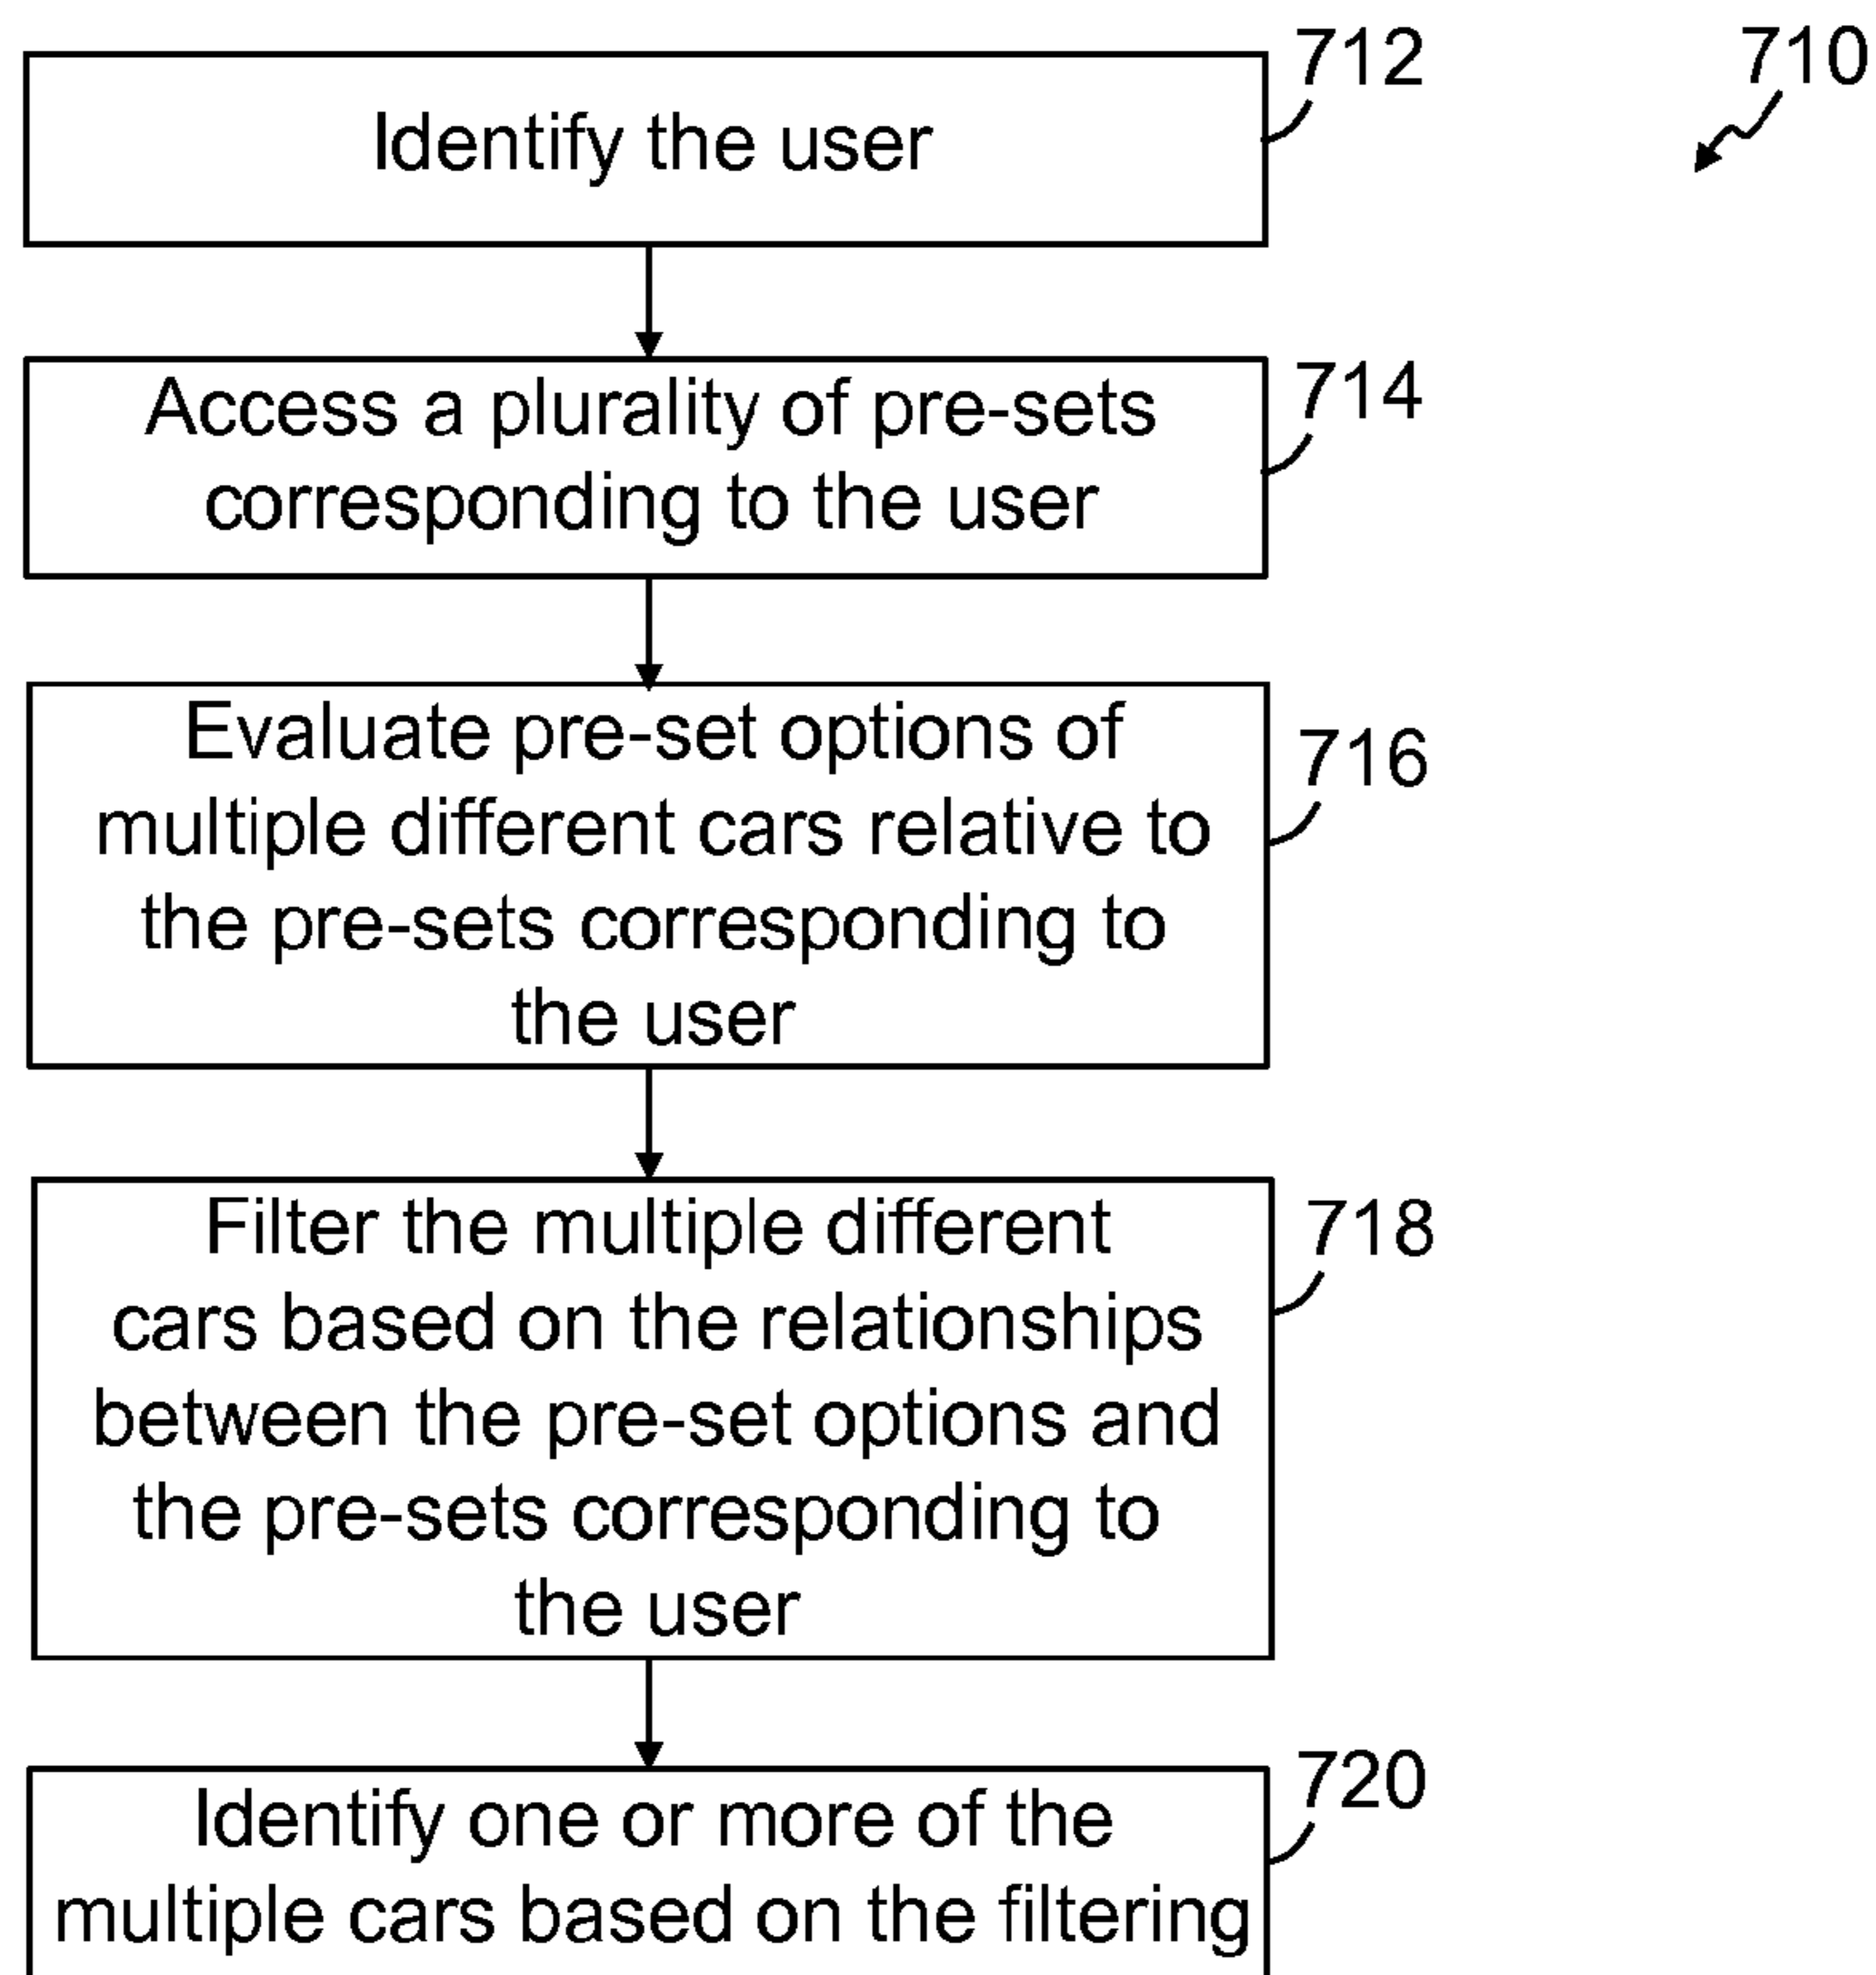 712
710
Identify the user
714
Access a plurality of pre-sets
corresponding to the user
716
Evaluate pre-set options of
multiple different cars relative to
the pre-sets corresponding to
the user
718
Filter the multiple different
cars based on the relationships
between the pre-set options and
the pre-sets corresponding to
the user
720
Identify one or more of the
multiple cars based on the filtering